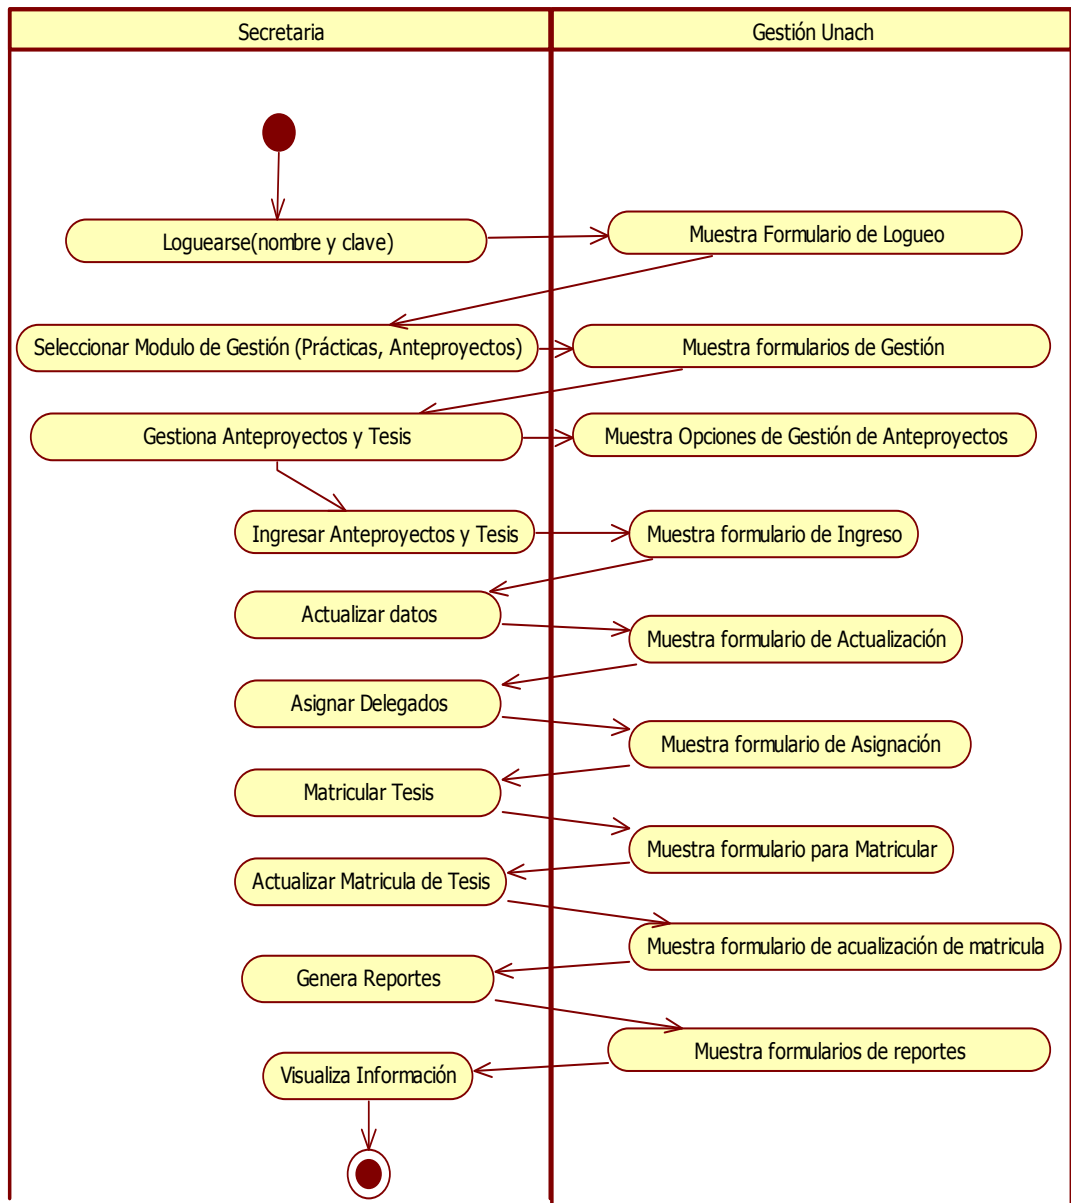 Secretaria
Gestión Unach
Loguearse(nombre y clave)
Muestra Formulario de Logueo
Seleccionar Modulo de Gestión (Prácticas, Anteproyectos)
Muestra formularios de Gestión
Gestiona Anteproyectos y Tesis
Muestra Opciones de Gestión de Anteproyectos
Ingresar Anteproyectos y Tesis
Muestra formulario de Ingreso
Actualizar datos
Muestra formulario de Actualización
Asignar Delegados
Muestra formulario de Asignación
Matricular Tesis
Muestra formulario para Matricular
Actualizar Matricula de Tesis
Muestra formulario de acualización de matricula
Genera Reportes
Muestra formularios de reportes
Visualiza Información